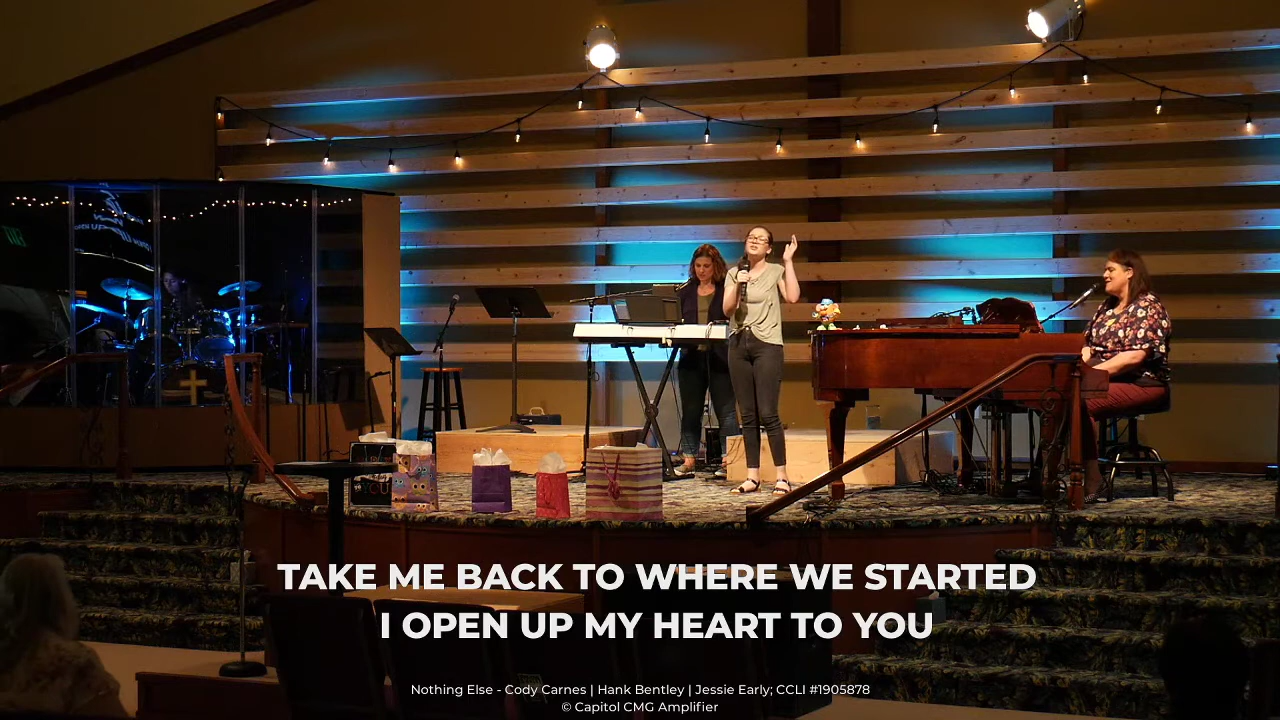 TAKE ME BACK TO WHERE WE STARTED
I OPEN UP MY HEART TO YOU
Nothing Else - Cody Carnes | Hank Bentley | Jessie Early; CCLI #1905878
© Capitol CMG Amplifier